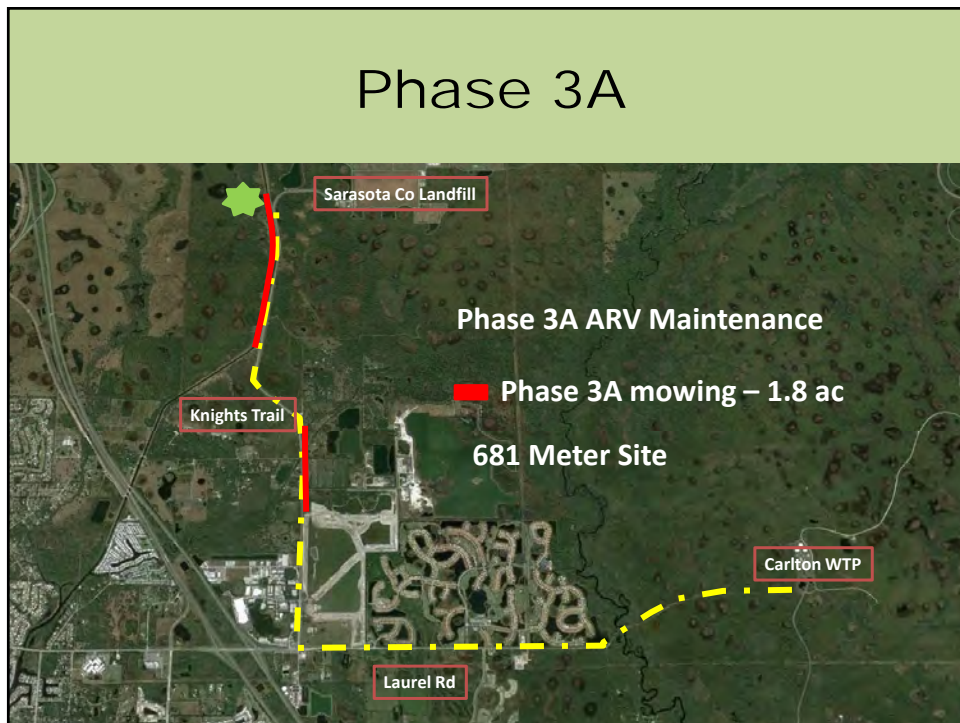 Phase 3A
Sarasota Co Landfill
Phase 3A ARV Maintenance
Phase 3A mowing – 1.8 ac
Knights Trail
681 Meter Site
Carlton WTP
Laurel Rd